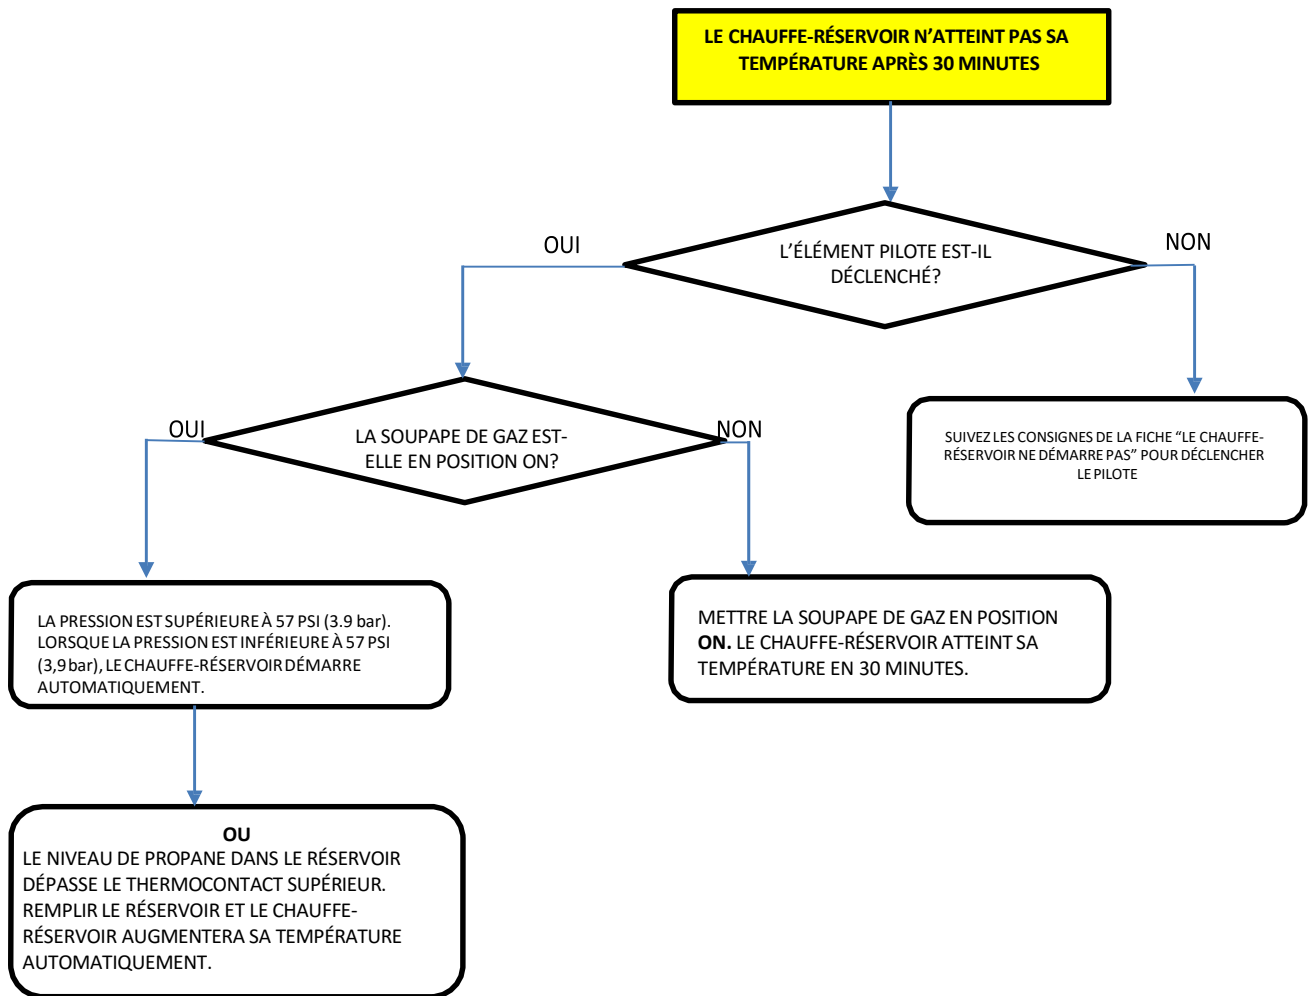 LE CHAUFFE-RÉSERVOIR N’ATTEINT PAS SA
TEMPÉRATURE APRÈS 30 MINUTES
OUI
L’ÉLÉMENT PILOTE EST-IL
DÉCLENCHÉ?
NON
OUI
LA SOUPAPE DE GAZ EST-
ELLE EN POSITION ON?
NON
SUIVEZ LES CONSIGNES DE LA FICHE “LE CHAUFFE-
RÉSERVOIR NE DÉMARRE PAS” POUR DÉCLENCHER
LE PILOTE
LA PRESSION EST SUPÉRIEURE À 57 PSI (3.9 bar).
LORSQUE LA PRESSION EST INFÉRIEURE À 57 PSI
(3,9 bar), LE CHAUFFE-RÉSERVOIR DÉMARRE
AUTOMATIQUEMENT.
METTRE LA SOUPAPE DE GAZ EN POSITION
ON. LE CHAUFFE-RÉSERVOIR ATTEINT SA
TEMPÉRATURE EN 30 MINUTES.
OU
LE NIVEAU DE PROPANE DANS LE RÉSERVOIR
DÉPASSE LE THERMOCONTACT SUPÉRIEUR.
REMPLIR LE RÉSERVOIR ET LE CHAUFFE-
RÉSERVOIR AUGMENTERA SA TEMPÉRATURE
AUTOMATIQUEMENT.